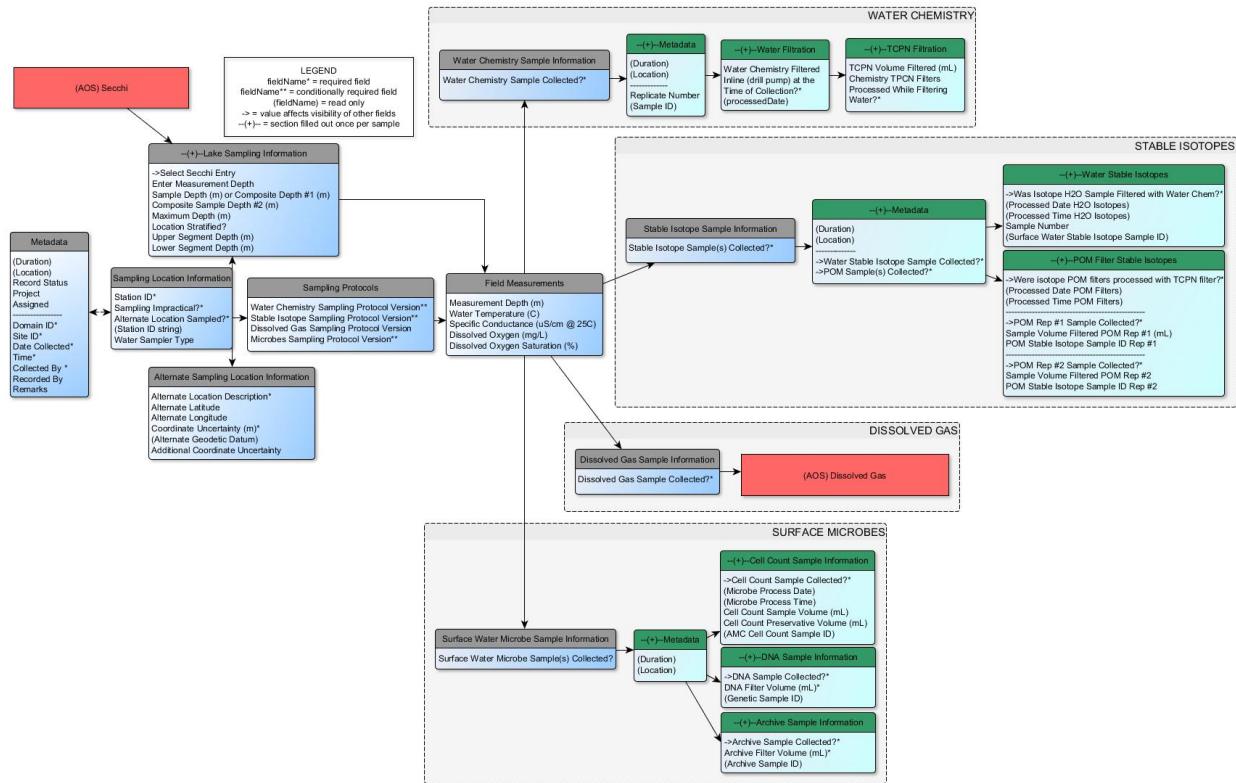 WATER CHEMISTRY
Water Chemistry Sample Information
Water Chemistry Sample Collected?*
--(+)--Metadata
(Duration)
(Location)
--------------
Replicate Number
(Sample ID)
--(+)--Water Filtration
Water Chemistry Filtered
Inline (drill pump) at the
Time of Collection?*
(processedDate)
--(+)--TCPN Filtration
TCPN Volume Filtered (mL)
Chemistry TPCN Filters
Processed While Filtering
Water?*
(AOS) Secchi
LEGEND
fieldName* = required field
fieldName** = conditionally required field
(fieldName) = read only
-> = value affects visibility of other fields
--(+)-- = section filled out once per sample
--(+)--Lake Sampling Information
->Select Secchi Entry
Enter Measurement Depth
Sample Depth (m) or Composite Depth #1 (m)
Composite Sample Depth #2 (m)
Maximum Depth (m)
Location Stratified?
Upper Segment Depth (m)
Lower Segment Depth (m)
Metadata
(Duration)
(Location)
Record Status
Project
Assigned
-----------------
Domain ID*
Site ID*
Date Collected*
Time*
Collected By *
Recorded By
Remarks
Sampling Location Information
Station ID*
Sampling Impractical?*
Alternate Location Sampled?*
(Station ID string)
Water Sampler Type
Sampling Protocols
Water Chemistry Sampling Protocol Version**
Stable Isotope Sampling Protocol Version**
Dissolved Gas Sampling Protocol Version
Microbes Sampling Protocol Version**
Alternate Sampling Location Information
Alternate Location Description*
Alternate Latitude
Alternate Longitude
Coordinate Uncertainty (m)*
(Alternate Geodetic Datum)
Additional Coordinate Uncertainty
Field Measurements
Measurement Depth (m)
Water Temperature (C)
Specific Conductance (uS/cm @ 25C)
Dissolved Oxygen (mg/L)
Dissolved Oxygen Saturation (%)
STABLE ISOTOPES
Stable Isotope Sample Information
Stable Isotope Sample(s) Collected?*
--(+)--Metadata
(Duration)
(Location)
--------------
->Water Stable Isotope Sample Collected?*
->POM Sample(s) Collected?*
--(+)--Water Stable Isotopes
->Was Isotope H2O Sample Filtered with Water Chem?*
(Processed Date H2O Isotopes)
(Processed Time H2O Isotopes)
Sample Number
(Surface Water Stable Isotope Sample ID)
--(+)--POM Filter Stable Isotopes
->Were isotope POM filters processed with TCPN filter?*
(Processed Date POM Filters)
(Processed Time POM Filters)
------------------------------------------------
->POM Rep #1 Sample Collected?*
Sample Volume Filtered POM Rep #1 (mL)
POM Stable Isotope Sample ID Rep #1
------------------------------------------------
->POM Rep #2 Sample Collected?*
Sample Volume Filtered POM Rep #2
POM Stable Isotope Sample ID Rep #2
DISSOLVED GAS
Dissolved Gas Sample Information
Dissolved Gas Sample Collected?*
(AOS) Dissolved Gas
SURFACE MICROBES
Surface Water Microbe Sample Information
Surface Water Microbe Sample(s) Collected?
--(+)--Metadata
(Duration)
(Location)
--(+)--Cell Count Sample Information
->Cell Count Sample Collected?*
(Microbe Process Date)
(Microbe Process Time)
Cell Count Sample Volume (mL)
Cell Count Preservative Volume (mL)
(AMC Cell Count Sample ID)
--(+)--DNA Sample Information
->DNA Sample Collected?*
DNA Filter Volume (mL)*
(Genetic Sample ID)
--(+)--Archive Sample Information
->Archive Sample Collected?*
Archive Filter Volume (mL)*
(Archive Sample ID)